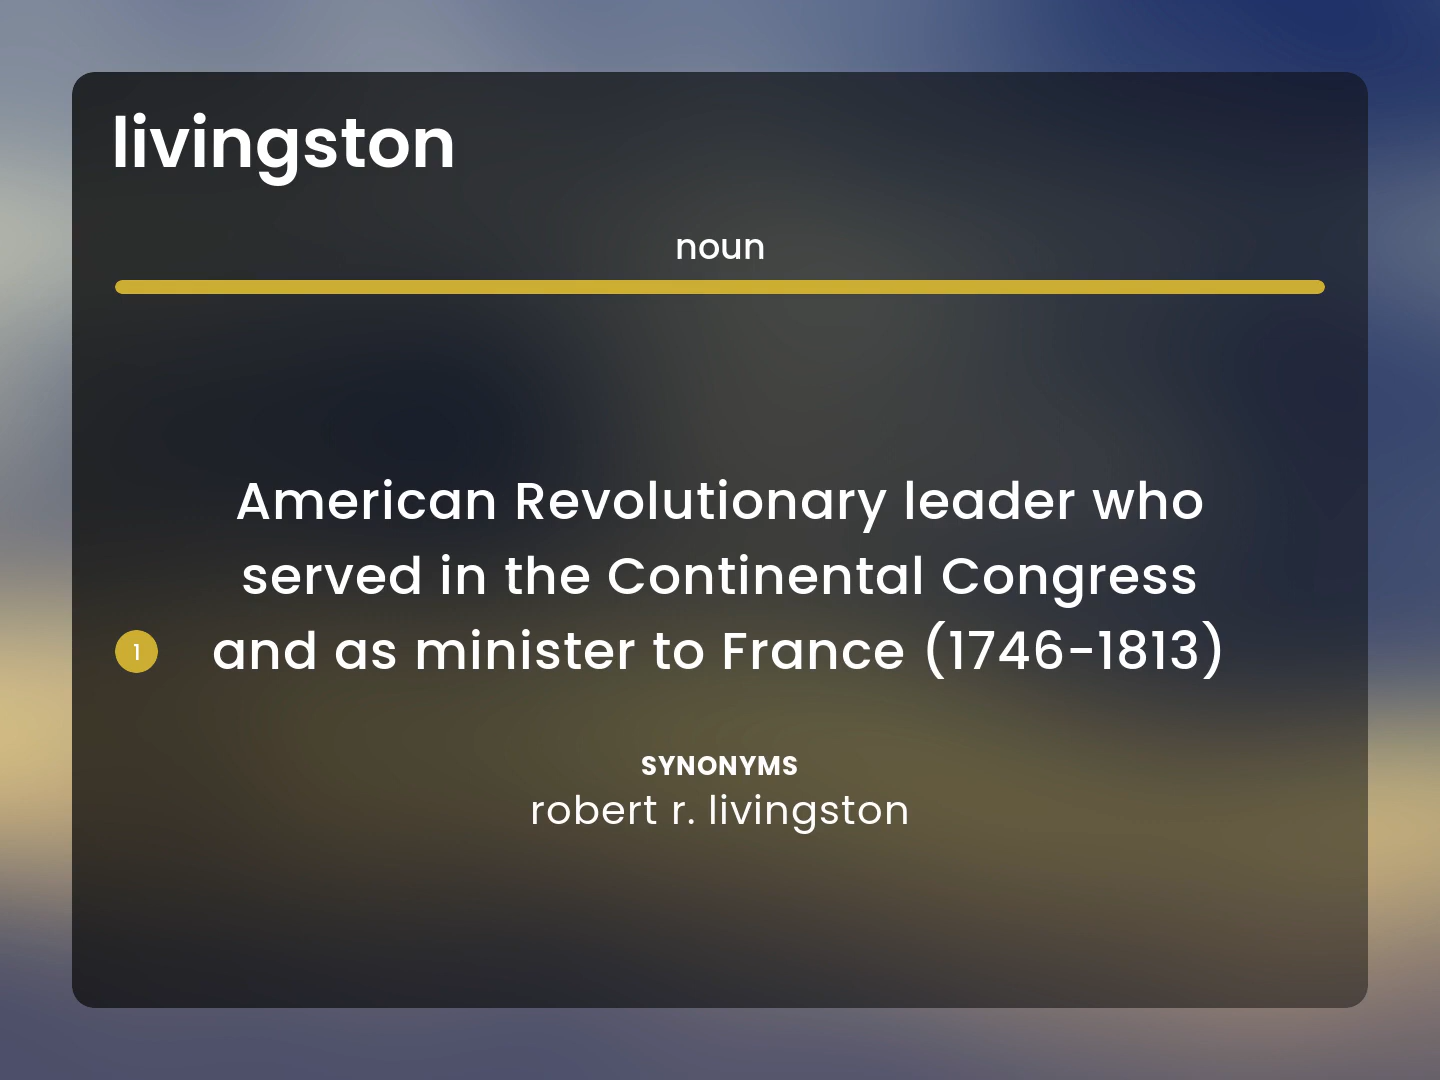 livingston
noun
American Revolutionary leader who
served in the Continental Congress
1 and as minister to France (1746-1813)
SYNONYMS
robert r. livingston